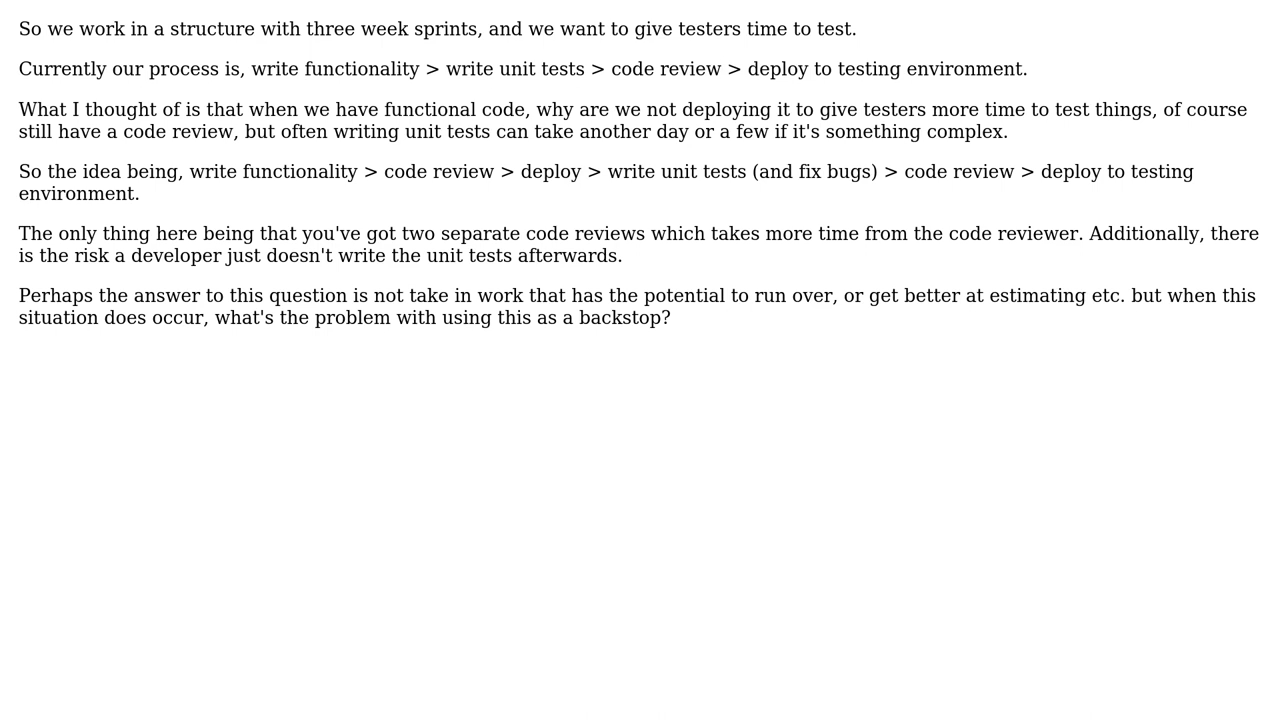 So we work in a structure with three week sprints, and we want to give testers time to test.
Currently our process is, write functionality > write unit tests > code review > deploy to testing environment.
What I thought of is that when we have functional code, why are we not deploying it to give testers more time to test things, of course
still have a code review, but often writing unit tests can take another day or a few if it's something complex.
So the idea being, write functionality > code review > deploy > write unit tests (and fix bugs) > code review > deploy to testing
environment.
The only thing here being that you've got two separate code reviews which takes more time from the code reviewer. Additionally, there
is the risk a developer just doesn't write the unit tests afterwards.
Perhaps the answer to this question is not take in work that has the potential to run over, or get better at estimating etc. but when this
situation does occur, what's the problem with using this as a backstop?